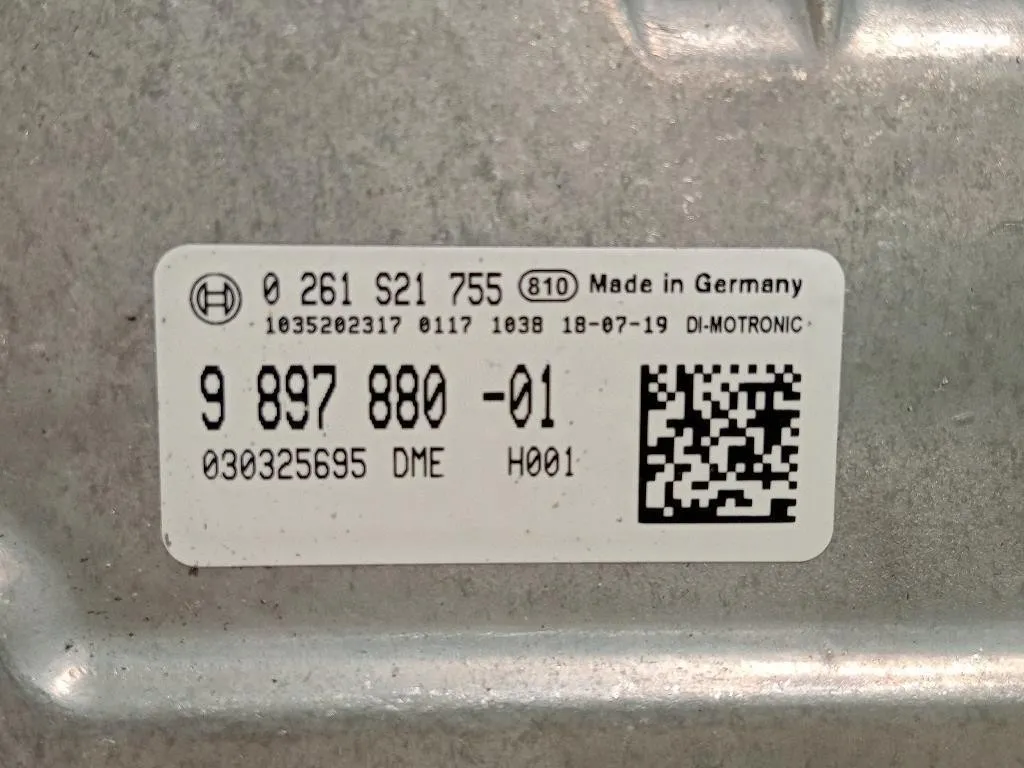 0 261 S21 755 810 Made in Germany
1035202317 0117 1038 18-07-19 DI-MOTRONIC
9 897 880 -01
030325695 DME H001